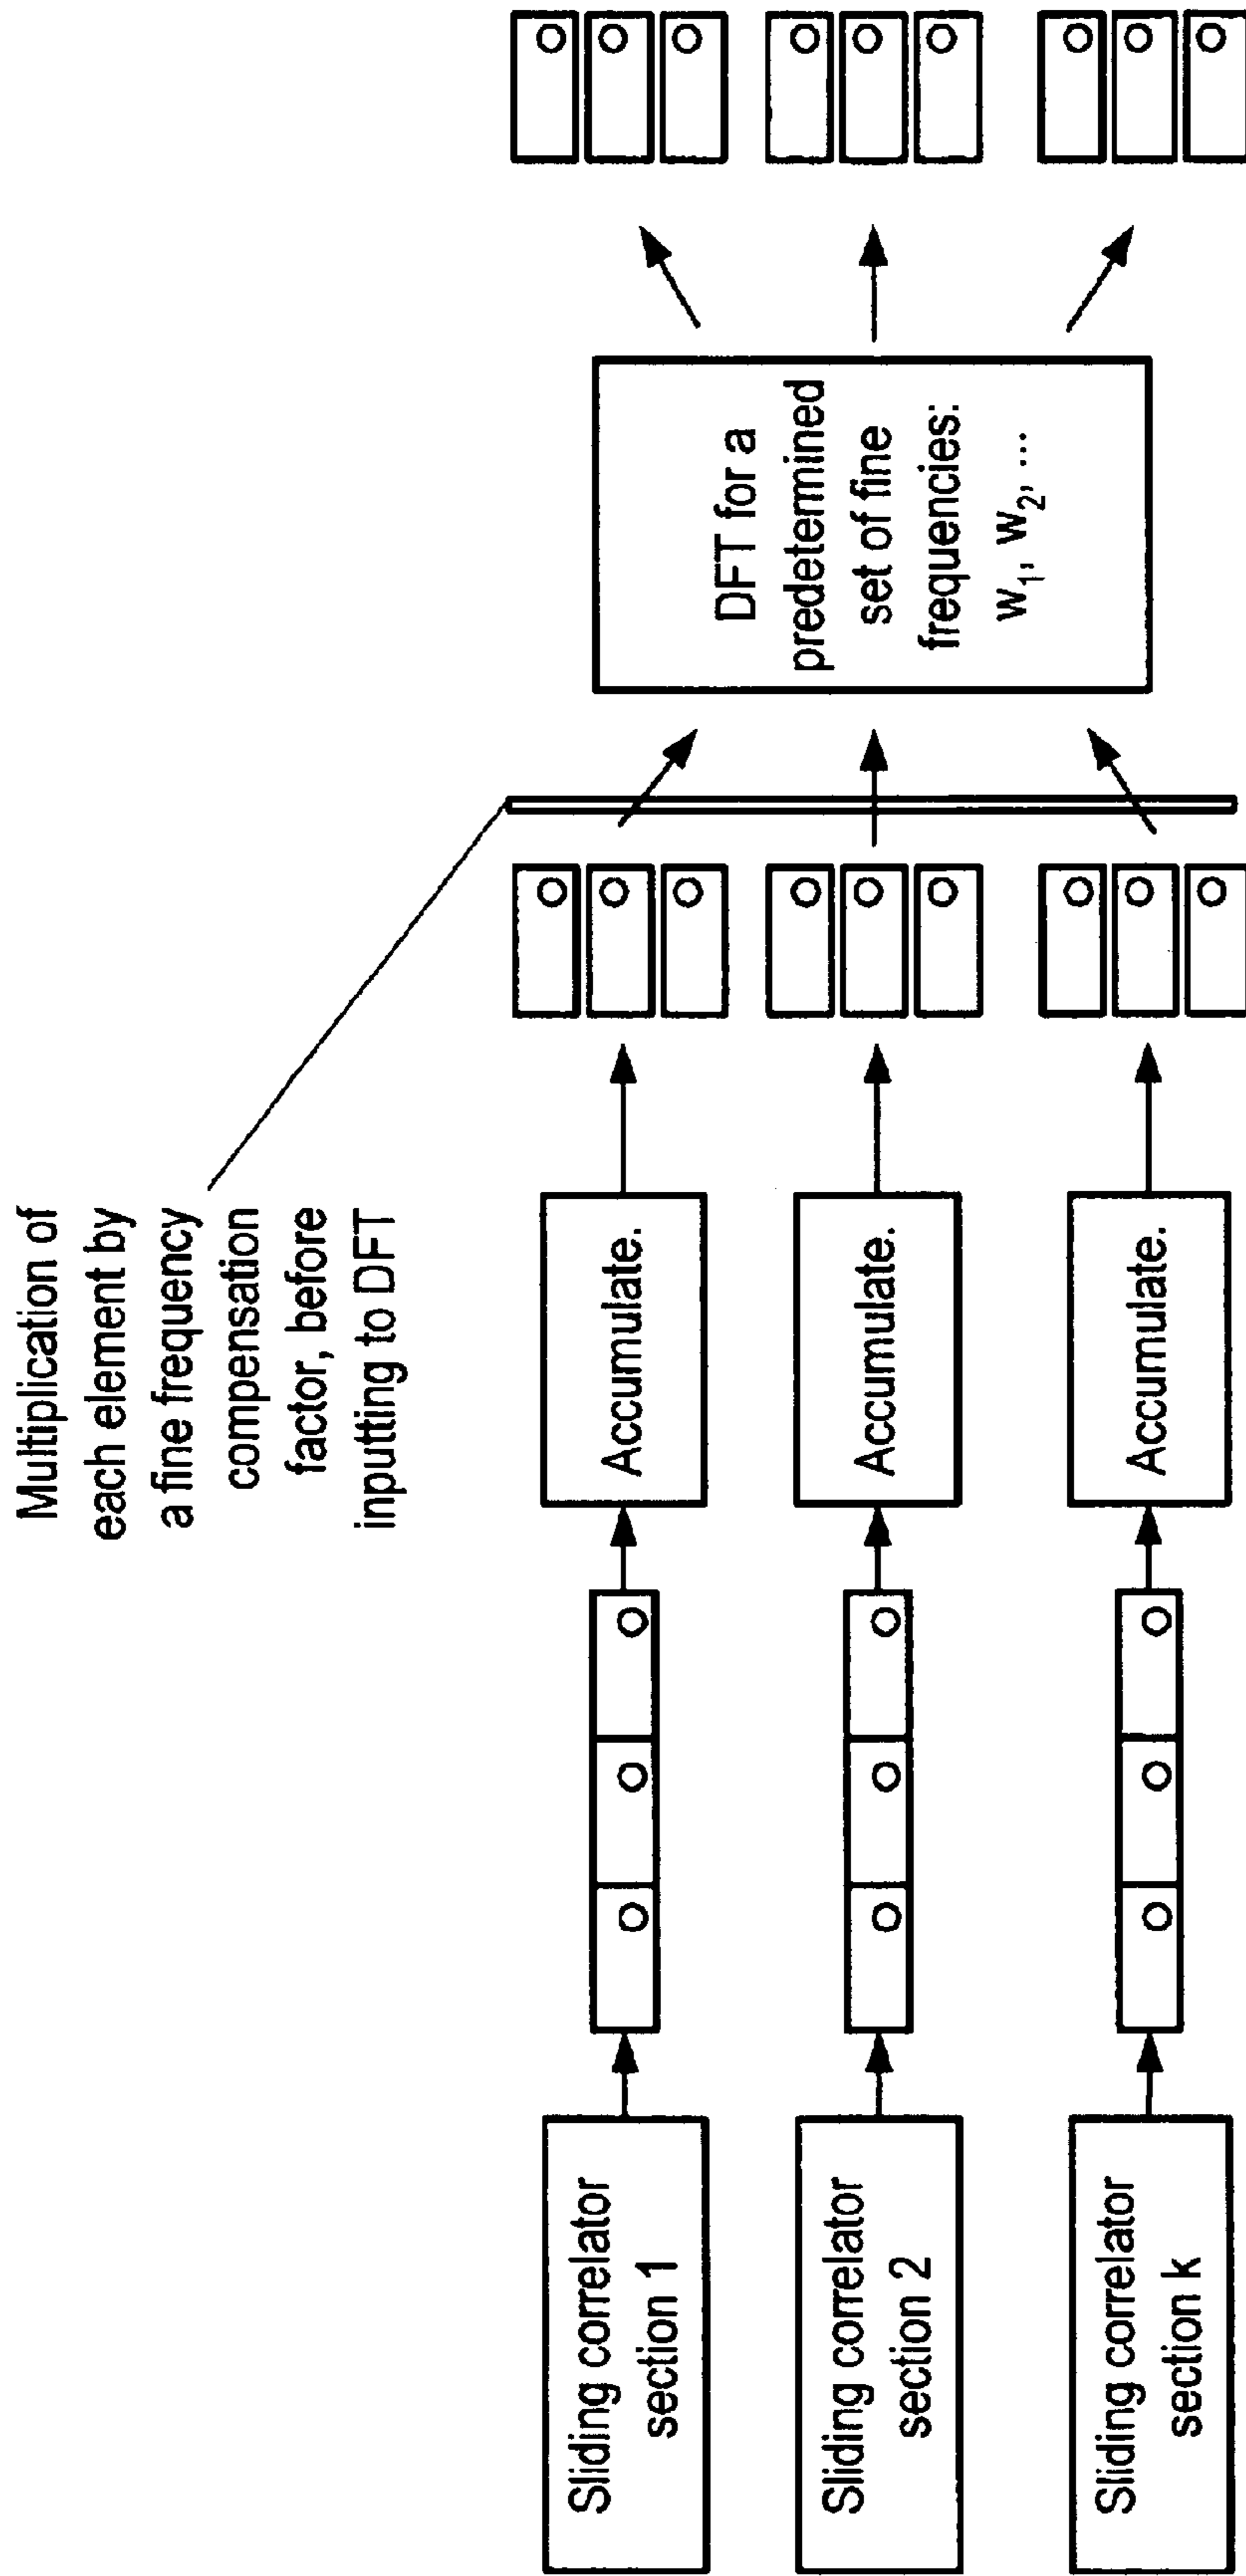 Multiplication of
each element by
a fine frequency
compensation
factor, before
inputting to DFT
Sliding correlator
section 1
Accumulate.
Sliding correlator
section 2
Accumulate.
Sliding correlator
section k
Accumulate.
DFT for a
predetermined
set of fine
frequencies:
w₁, w₂, ...